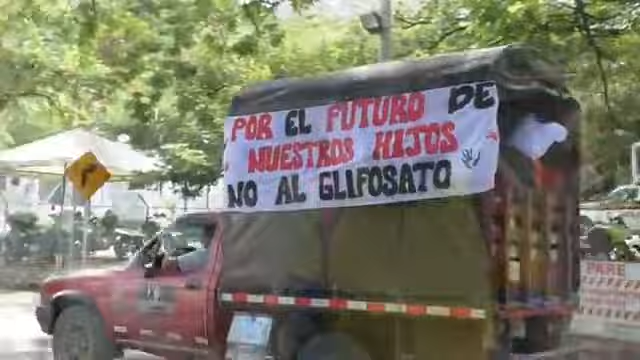 POR EL FUTURO DE
NUESTROS HIJOS
NO AL GLIFOSATO
PARE